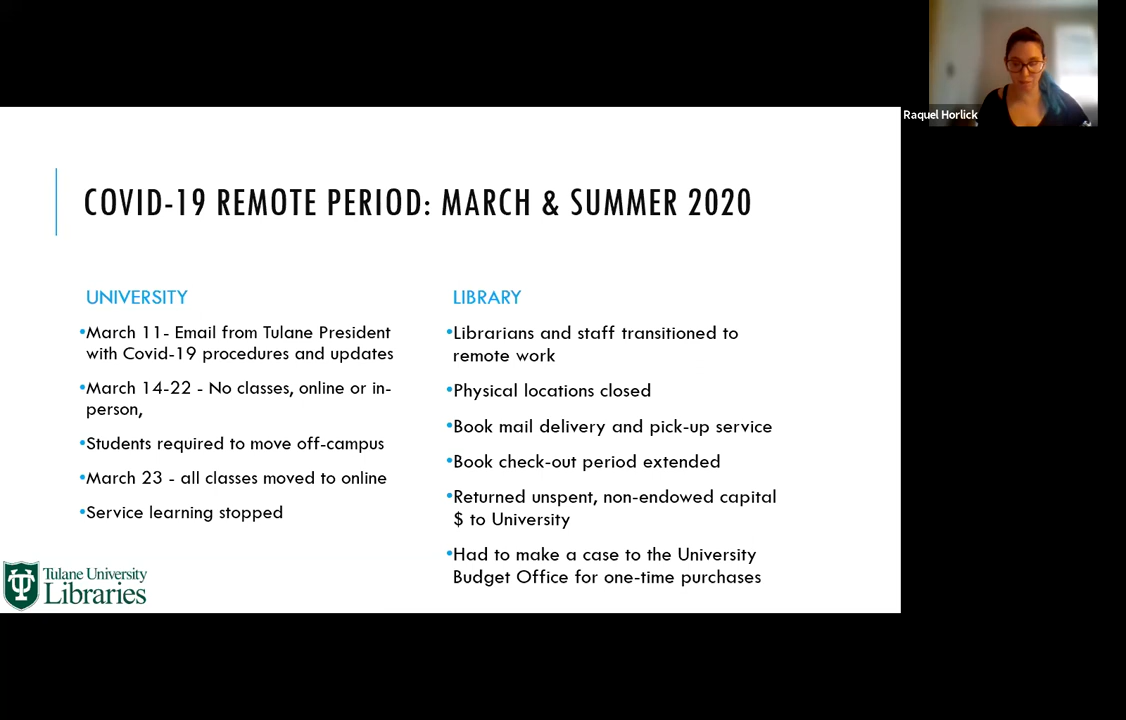 Raquel Horlick
COVID-19 REMOTE PERIOD: MARCH & SUMMER 2020
UNIVERSITY
•March 11- Email from Tulane President
with Covid-19 procedures and updates
•March 14-22 - No classes, online or in-
person,
•Students required to move off-campus
•March 23 - all classes moved to online
•Service learning stopped
LIBRARY
•Librarians and staff transitioned to
remote work
•Physical locations closed
•Book mail delivery and pick-up service
•Book check-out period extended
•Returned unspent, non-endowed capital
$ to University
•Had to make a case to the University
Budget Office for one-time purchases
Tulane University
Libraries